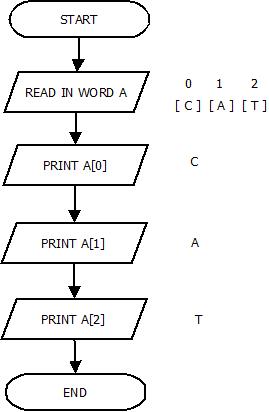 START
0 1 2
READ IN WORD A [ C ] [ A ] [ T ]
PRINT A[0] C
PRINT A[1] A
PRINT A[2] T
END